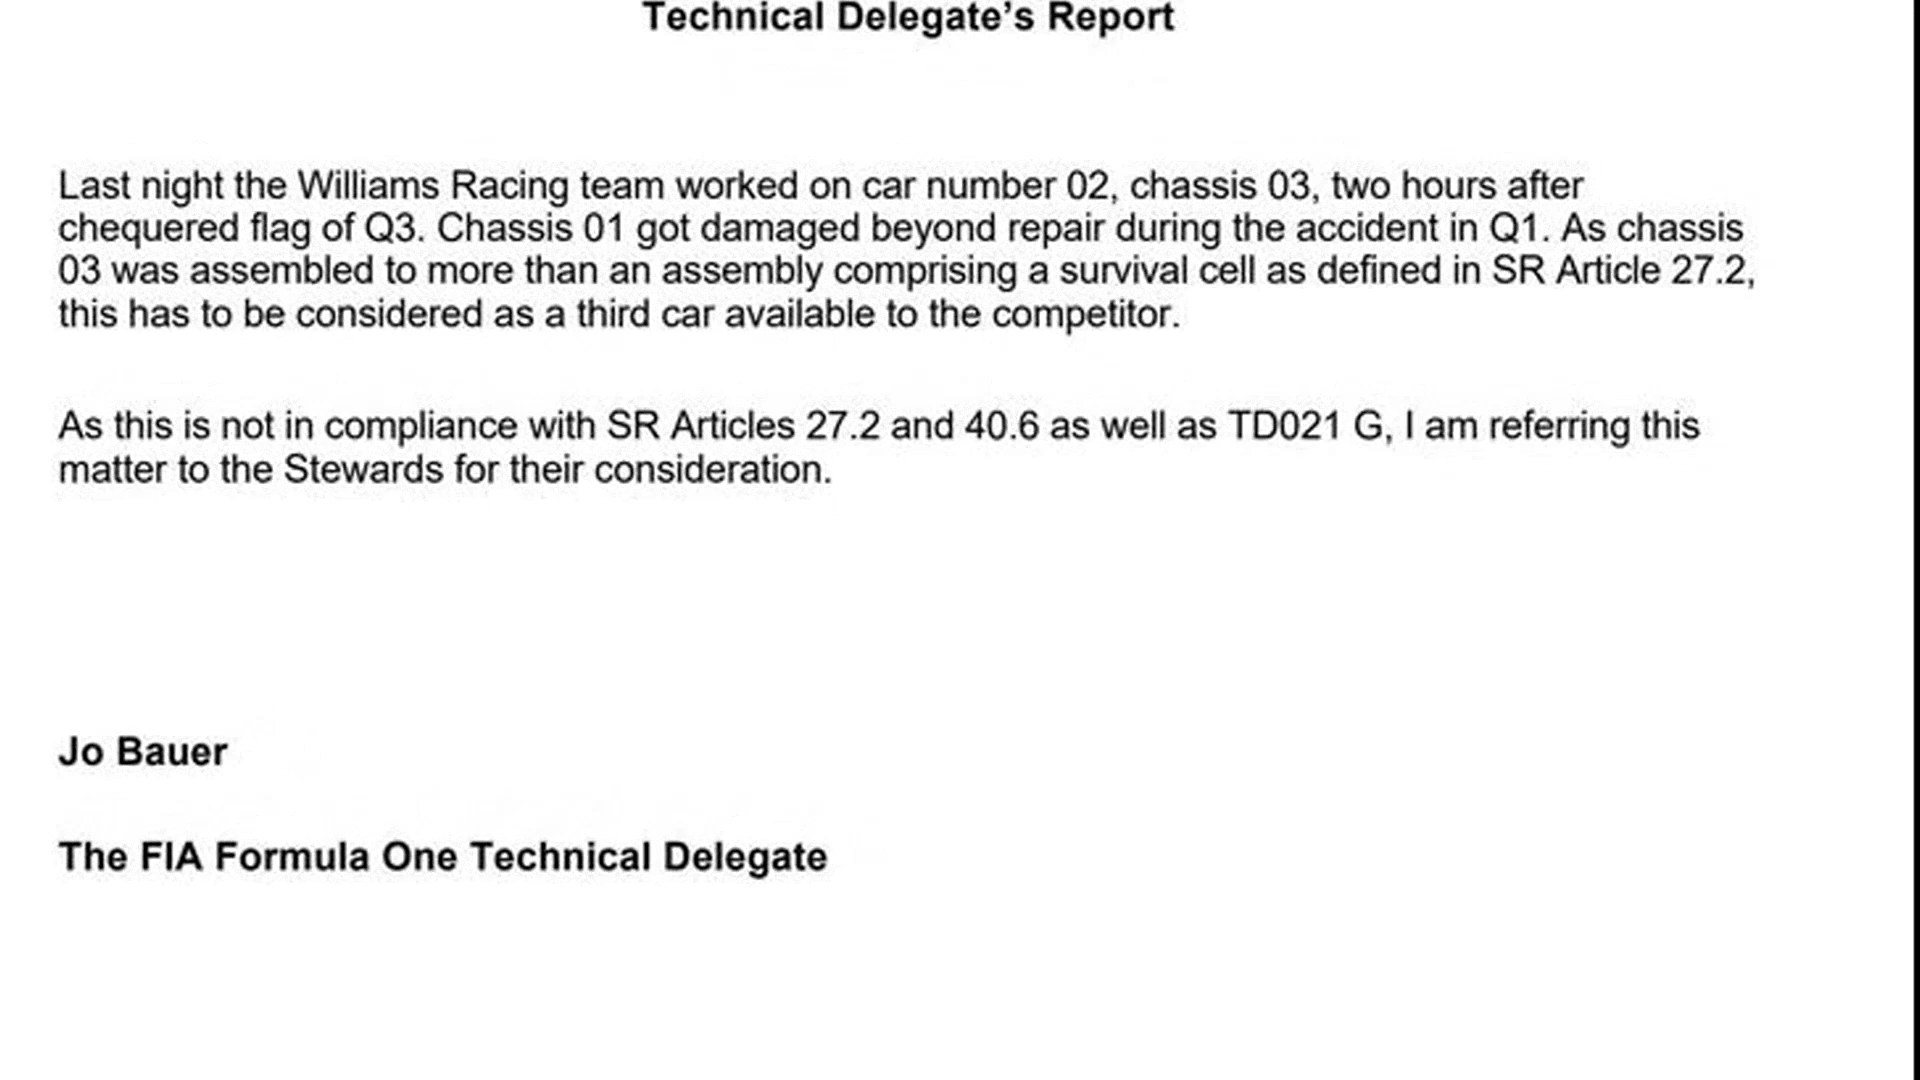 Technical Delegate’s Report
Last night the Williams Racing team worked on car number 02, chassis 03, two hours after
chequered flag of Q3. Chassis 01 got damaged beyond repair during the accident in Q1. As chassis
03 was assembled to more than an assembly comprising a survival cell as defined in SR Article 27.2,
this has to be considered as a third car available to the competitor.
As this is not in compliance with SR Articles 27.2 and 40.6 as well as TD021 G, I am referring this
matter to the Stewards for their consideration.
Jo Bauer
The FIA Formula One Technical Delegate